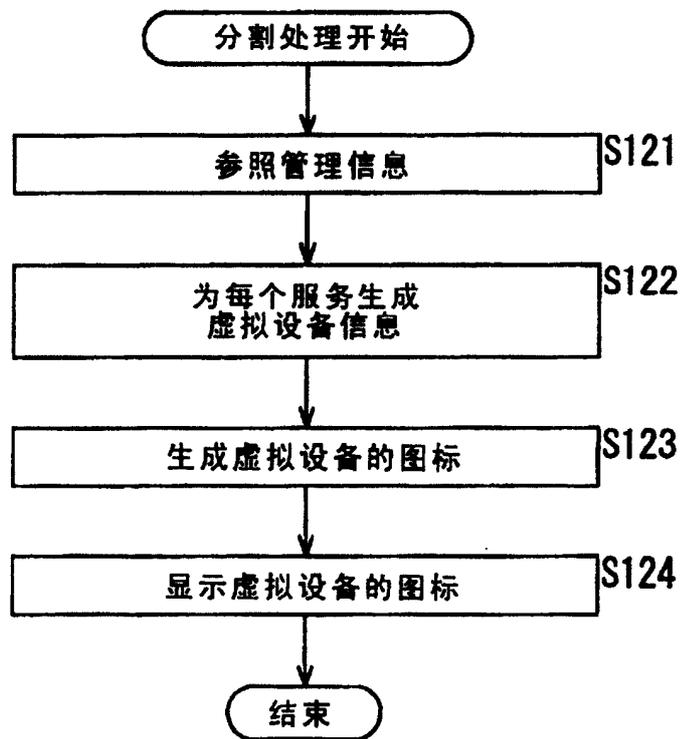 分割处理开始
参照管理信息
S121
为每个服务生成
虚拟设备信息
S122
生成虚拟设备的图标
S123
显示虚拟设备的图标
S124
结束